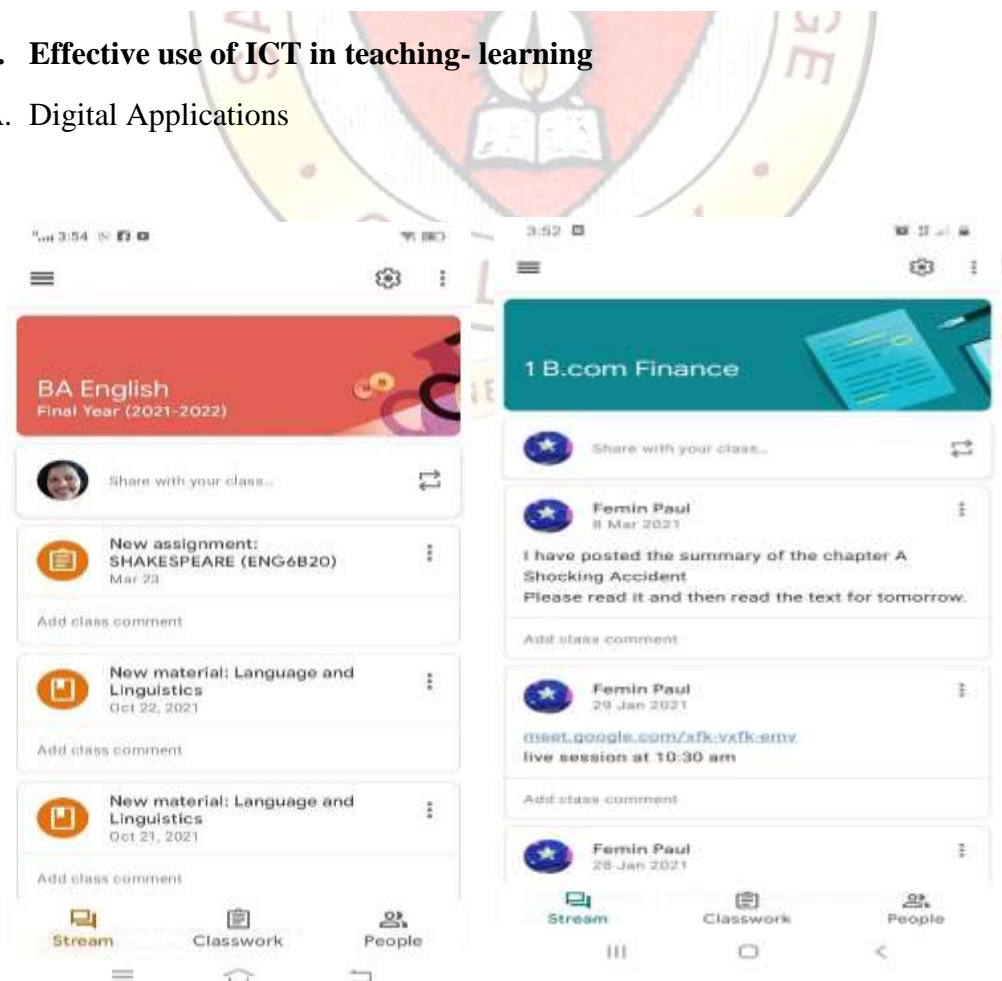 . Effective use of ICT in teaching- learning
A. Digital Applications
3:54
BA English
Final Year (2021-2022)
Share with your class...
New assignment:
SHAKESPEARE (ENG6B20)
Mar 23
Add class comment
New material: Language and
Linguistics
Oct 22, 2021
Add class comment
New material: Language and
Linguistics
Oct 21, 2021
Add class comment
Stream
Classwork
People
3:52
1 B.com Finance
Share with your class...
Femin Paul
8 Mar 2021
I have posted the summary of the chapter A
Shocking Accident
Please read it and then read the text for tomorrow.
Add class comment
Femin Paul
29 Jan 2021
meet.google.com/xfk-vxfk-emv
live session at 10:30 am
Add class comment
Femin Paul
28 Jan 2021
Stream
Classwork
People